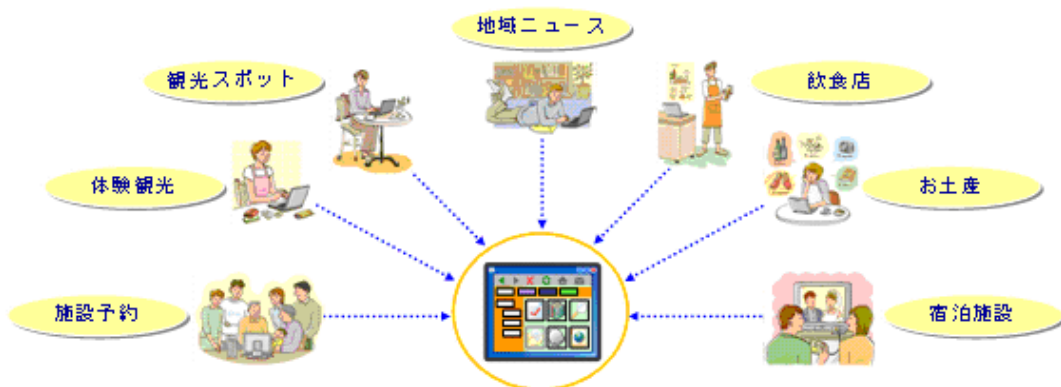 地域ニュース
観光スポット
飲食店
体験観光
お土産
施設予約
宿泊施設